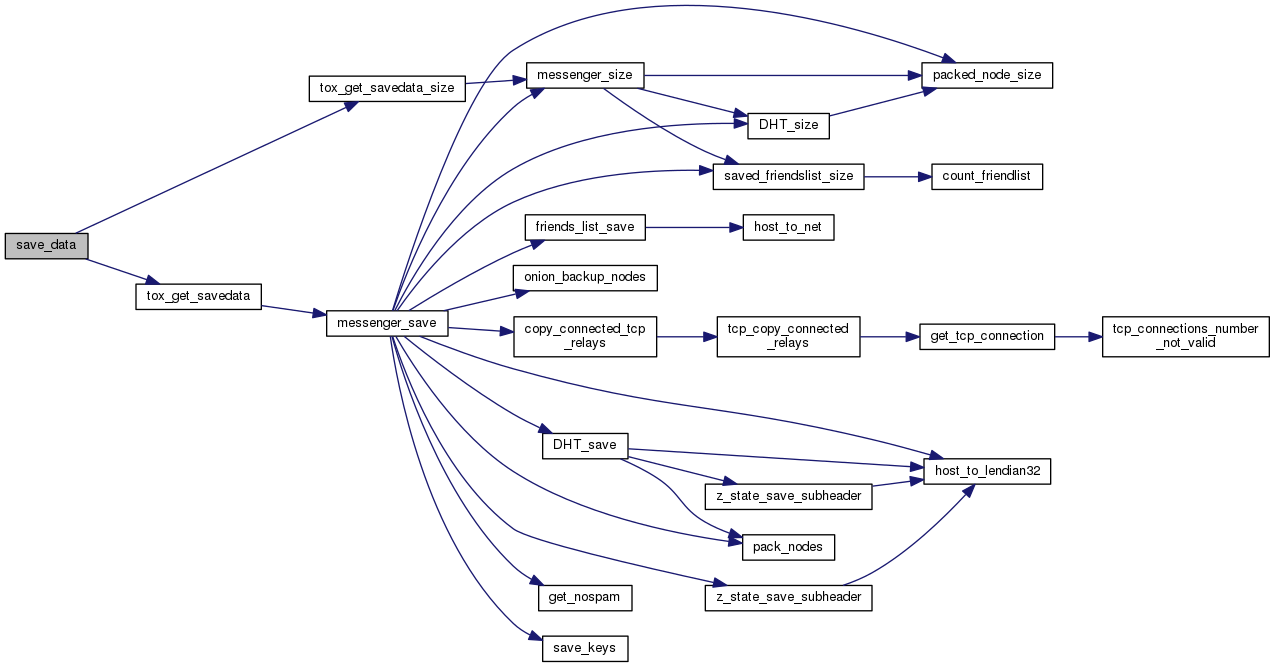 save_data
tox_get_savedata_size
tox_get_savedata
messenger_size
messenger_save
packed_node_size
DHT_size
saved_friendslist_size
count_friendlist
friends_list_save
host_to_net
onion_backup_nodes
copy_connected_tcp
_relays
tcp_copy_connected
_relays
get_tcp_connection
tcp_connections_number
_not_valid
DHT_save
host_to_lendian32
z_state_save_subheader
pack_nodes
get_nospam
z_state_save_subheader
save_keys